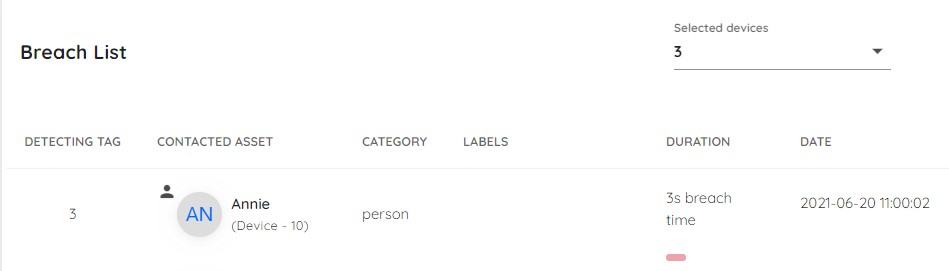 Selected devices
Breach List
3
DETECTING TAG CONTACTED ASSET CATEGORY LABELS DURATION DATE
3 AN Annie (Device - 10) person 3s breach time 2021-06-20 11:00:02